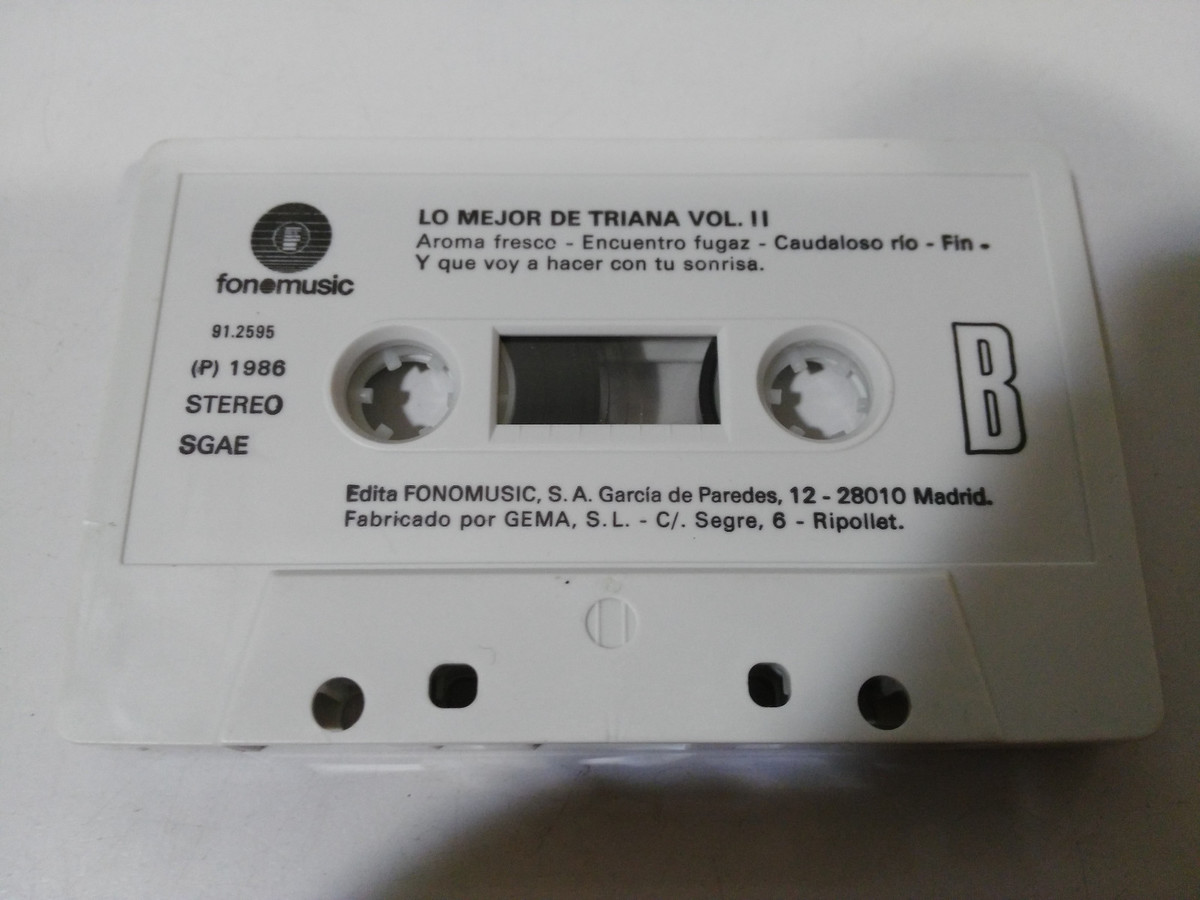 fonomusic
LO MEJOR DE TRIANA VOL. II
Aroma fresco - Encuentro fugaz - Caudaloso río - Fin -
Y que voy a hacer con tu sonrisa.
91.2595
(P) 1986
STEREO
SGAE
B
Edita FONOMUSIC, S.A. García de Paredes, 12 - 28010 Madrid.
Fabricado por GEMA, S.L. - C/. Segre, 6 - Ripollet.